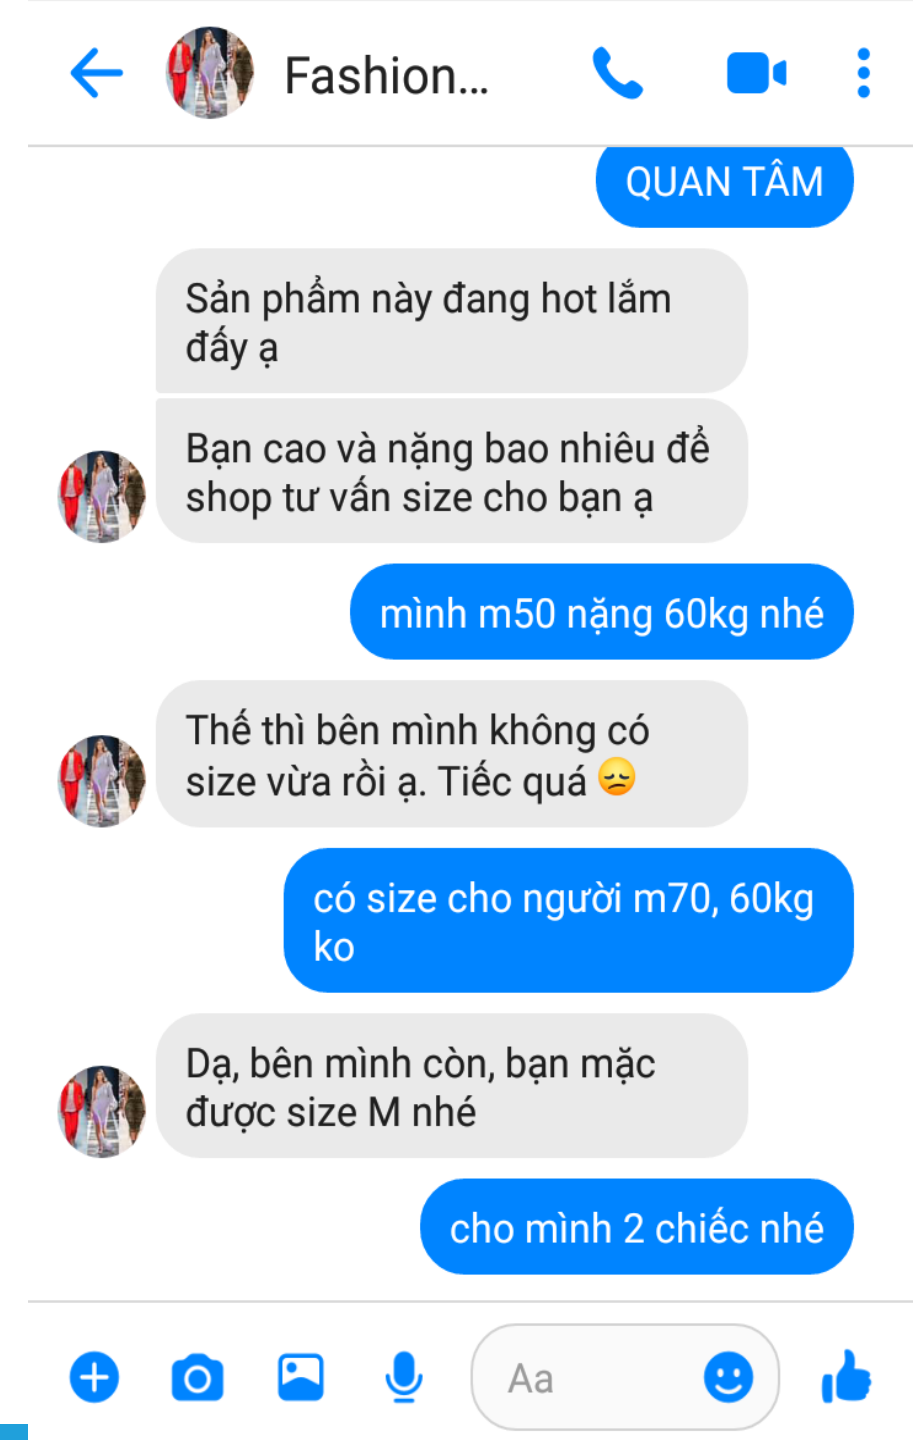 Fashion...
QUAN TÂM
Sản phẩm này đang hot lắm
đấy ạ
Bạn cao và nặng bao nhiêu để
shop tư vấn size cho bạn ạ
mình m50 nặng 60kg nhé
Thế thì bên mình không có
size vừa rồi ạ. Tiếc quá 😞
có size cho người m70, 60kg
ko
Dạ, bên mình còn, bạn mặc
được size M nhé
cho mình 2 chiếc nhé
Aa